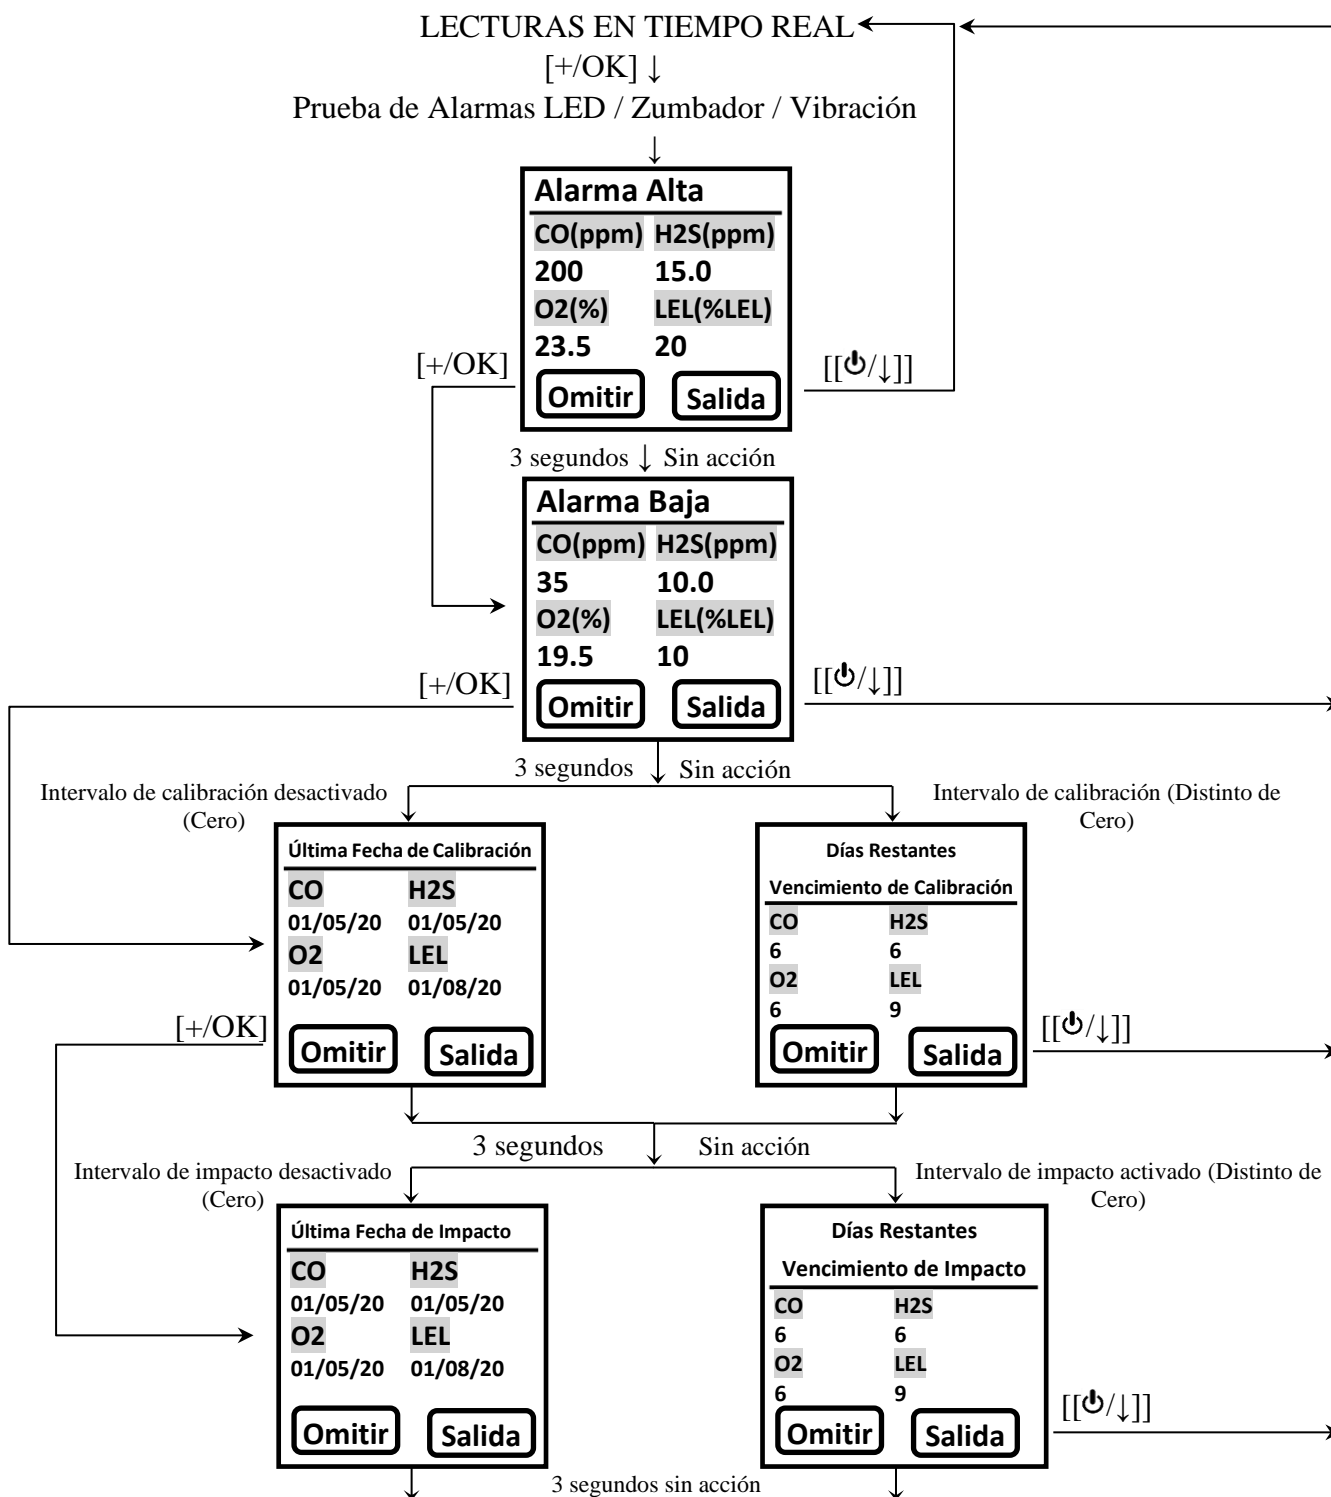 LECTURAS EN TIEMPO REAL
[+/OK] ↓
Prueba de Alarmas LED / Zumbador / Vibración
↓
Alarma Alta
CO(ppm) H2S(ppm)
200 15.0
O2(%) LEL(%LEL)
23.5 20
[+/OK] [[⏻/↓]]
Omitir Salida
3 segundos ↓ Sin acción
Alarma Baja
CO(ppm) H2S(ppm)
35 10.0
O2(%) LEL(%LEL)
19.5 10
[+/OK] [[⏻/↓]]
Omitir Salida
3 segundos Sin acción
Intervalo de calibración desactivado
(Cero)
Intervalo de calibración (Distinto de
Cero)
Última Fecha de Calibración
CO H2S
01/05/20 01/05/20
O2 LEL
01/05/20 01/08/20
[+/OK]
Omitir Salida
Días Restantes
Vencimiento de Calibración
CO H2S
6 6
O2 LEL
6 9
[[⏻/↓]]
Omitir Salida
3 segundos Sin acción
Intervalo de impacto desactivado
(Cero)
Intervalo de impacto activado (Distinto de
Cero)
Última Fecha de Impacto
CO H2S
01/05/20 01/05/20
O2 LEL
01/05/20 01/08/20
Omitir Salida
Días Restantes
Vencimiento de Impacto
CO H2S
6 6
O2 LEL
6 9
[[⏻/↓]]
Omitir Salida
3 segundos sin acción